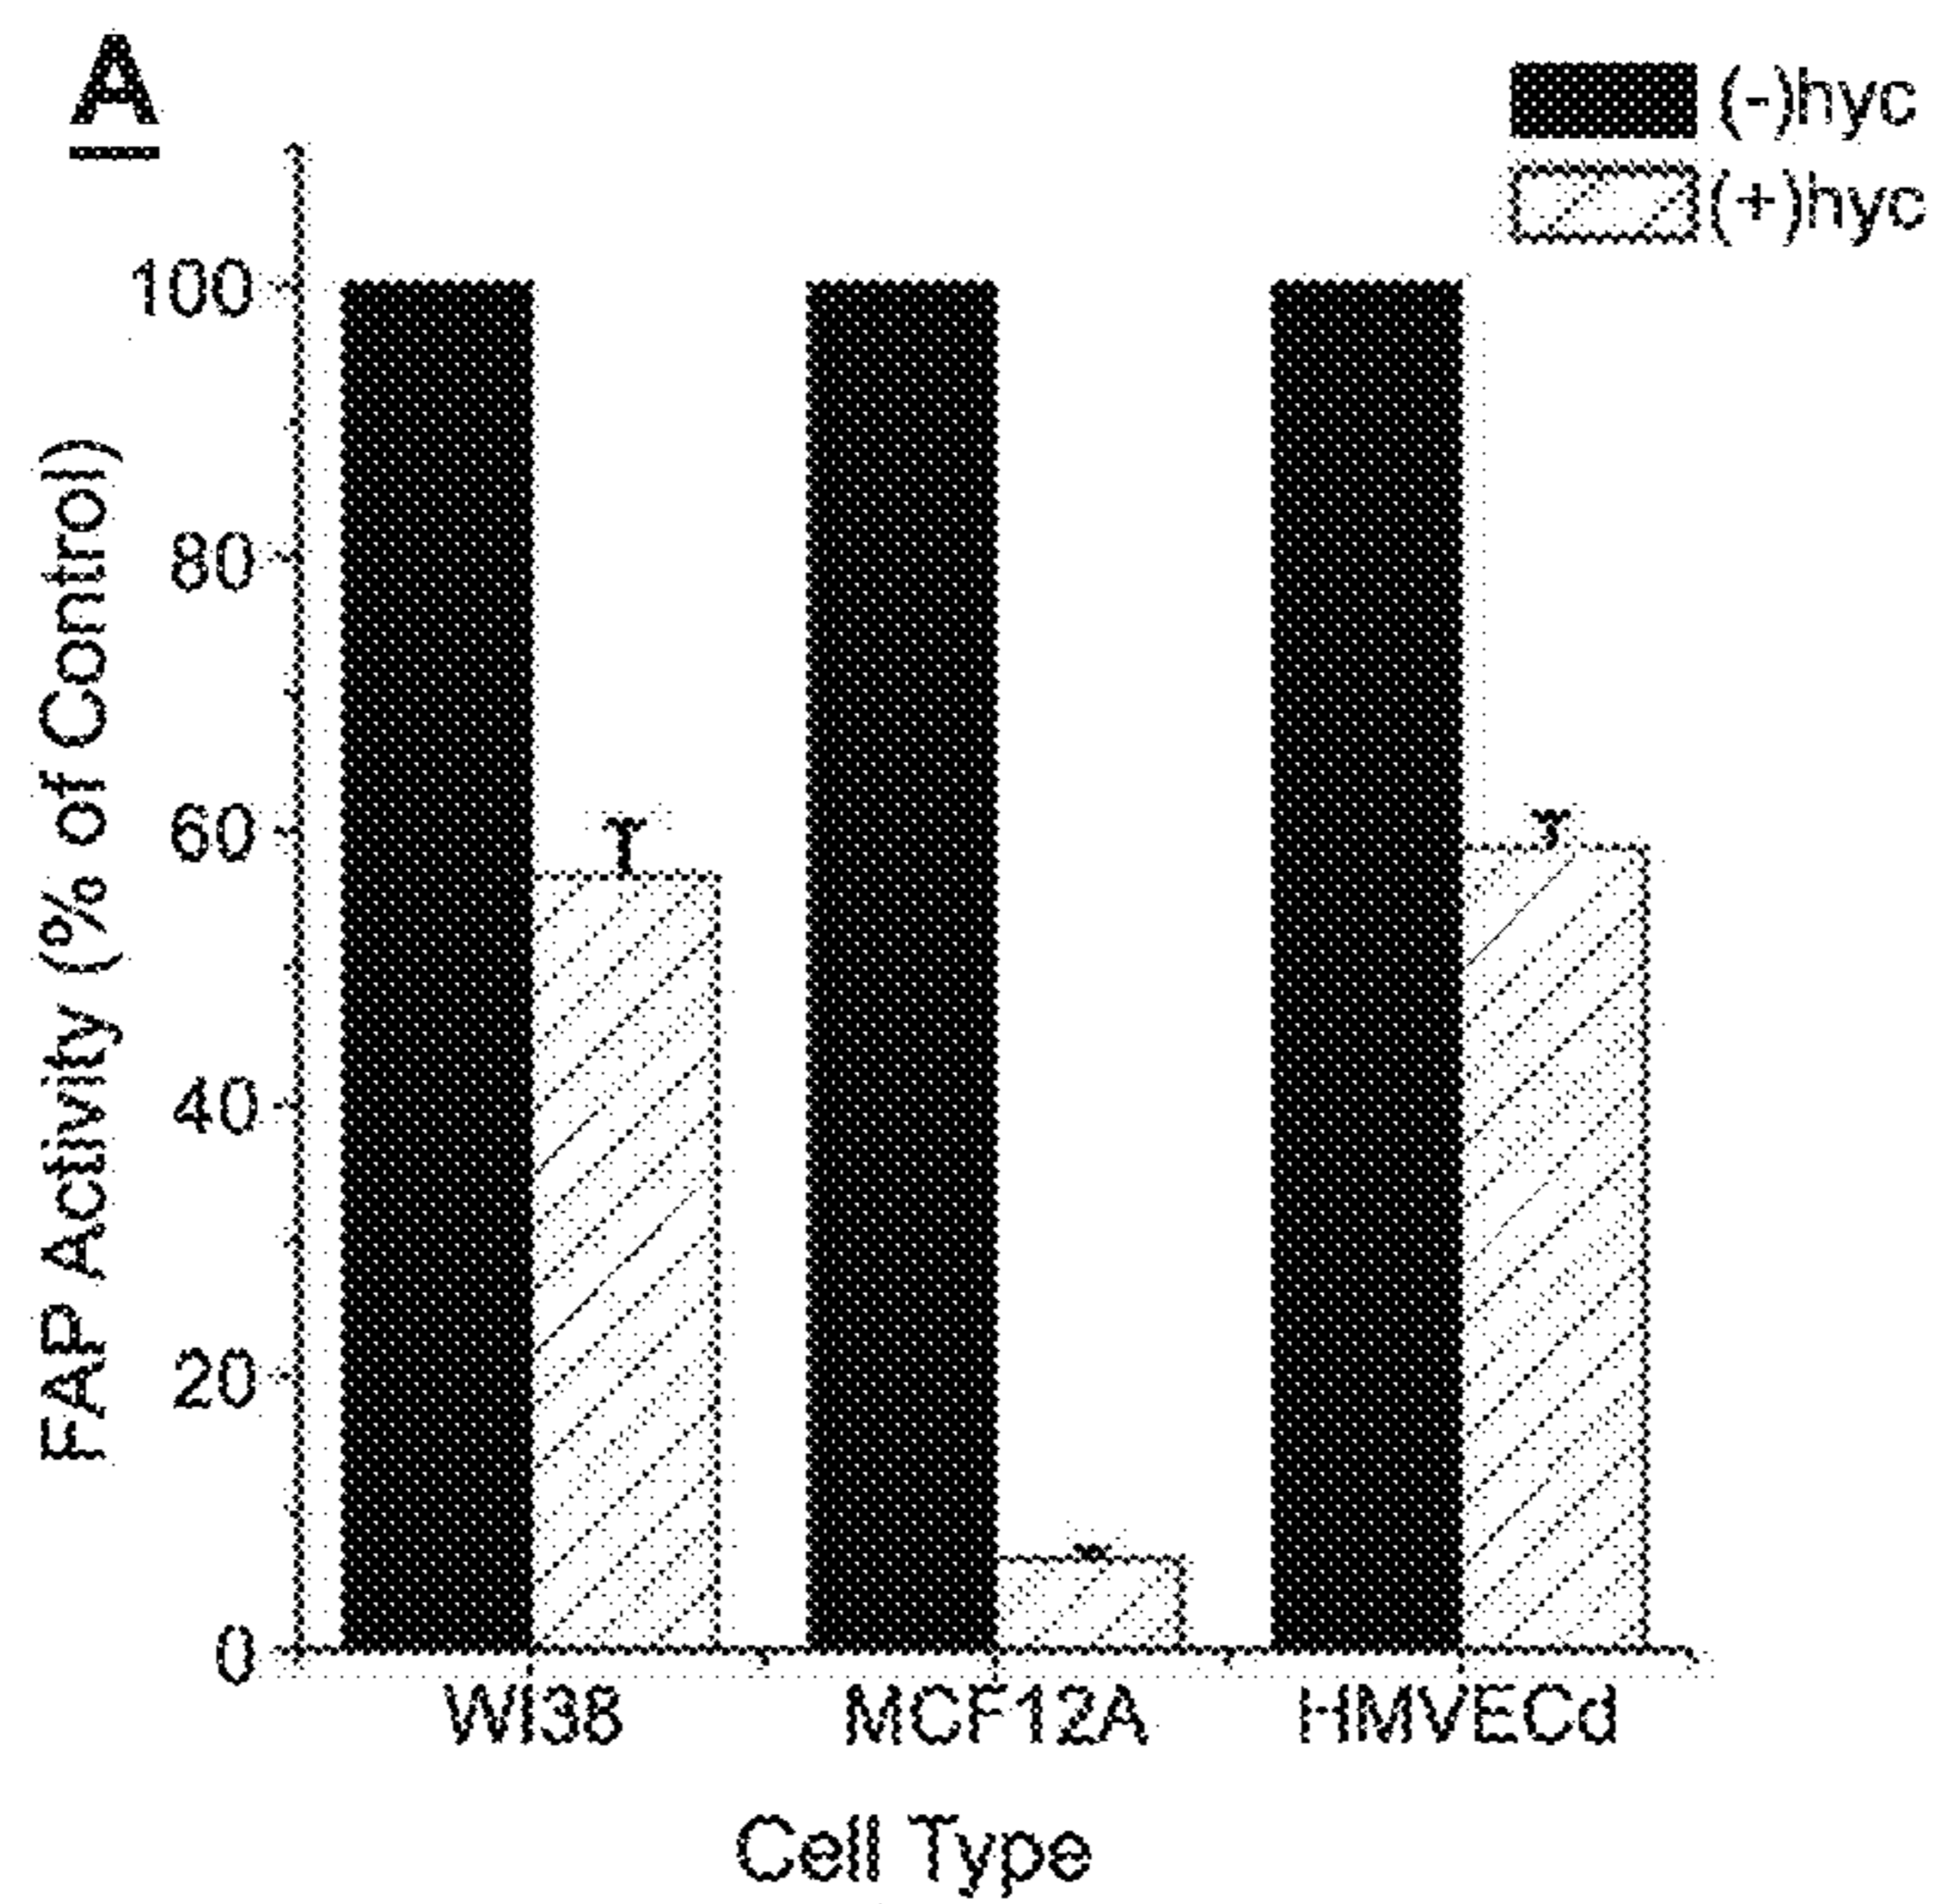 A
(-)hyc
(+)hyc
FAP Activity (% of Control)
100
80
60
40
20
0
WI38 MCF12A HMVECd
Cell Type